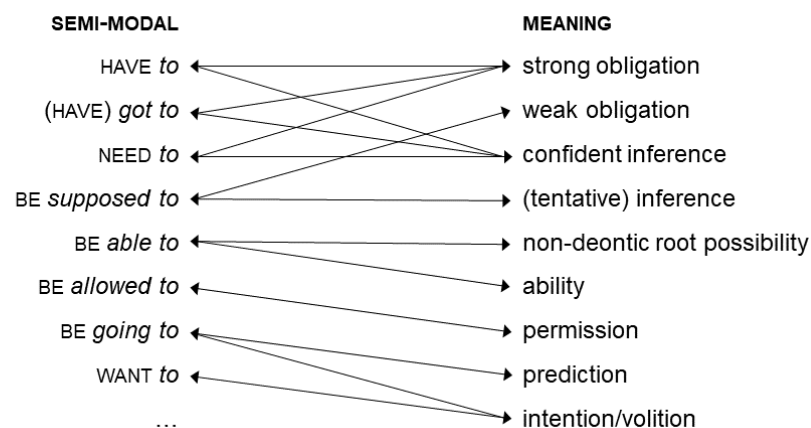 SEMI-MODAL MEANING
HAVE to strong obligation
(HAVE) got to weak obligation
NEED to confident inference
BE supposed to (tentative) inference
BE able to non-deontic root possibility
BE allowed to ability
BE going to permission
WANT to prediction
... intention/volition